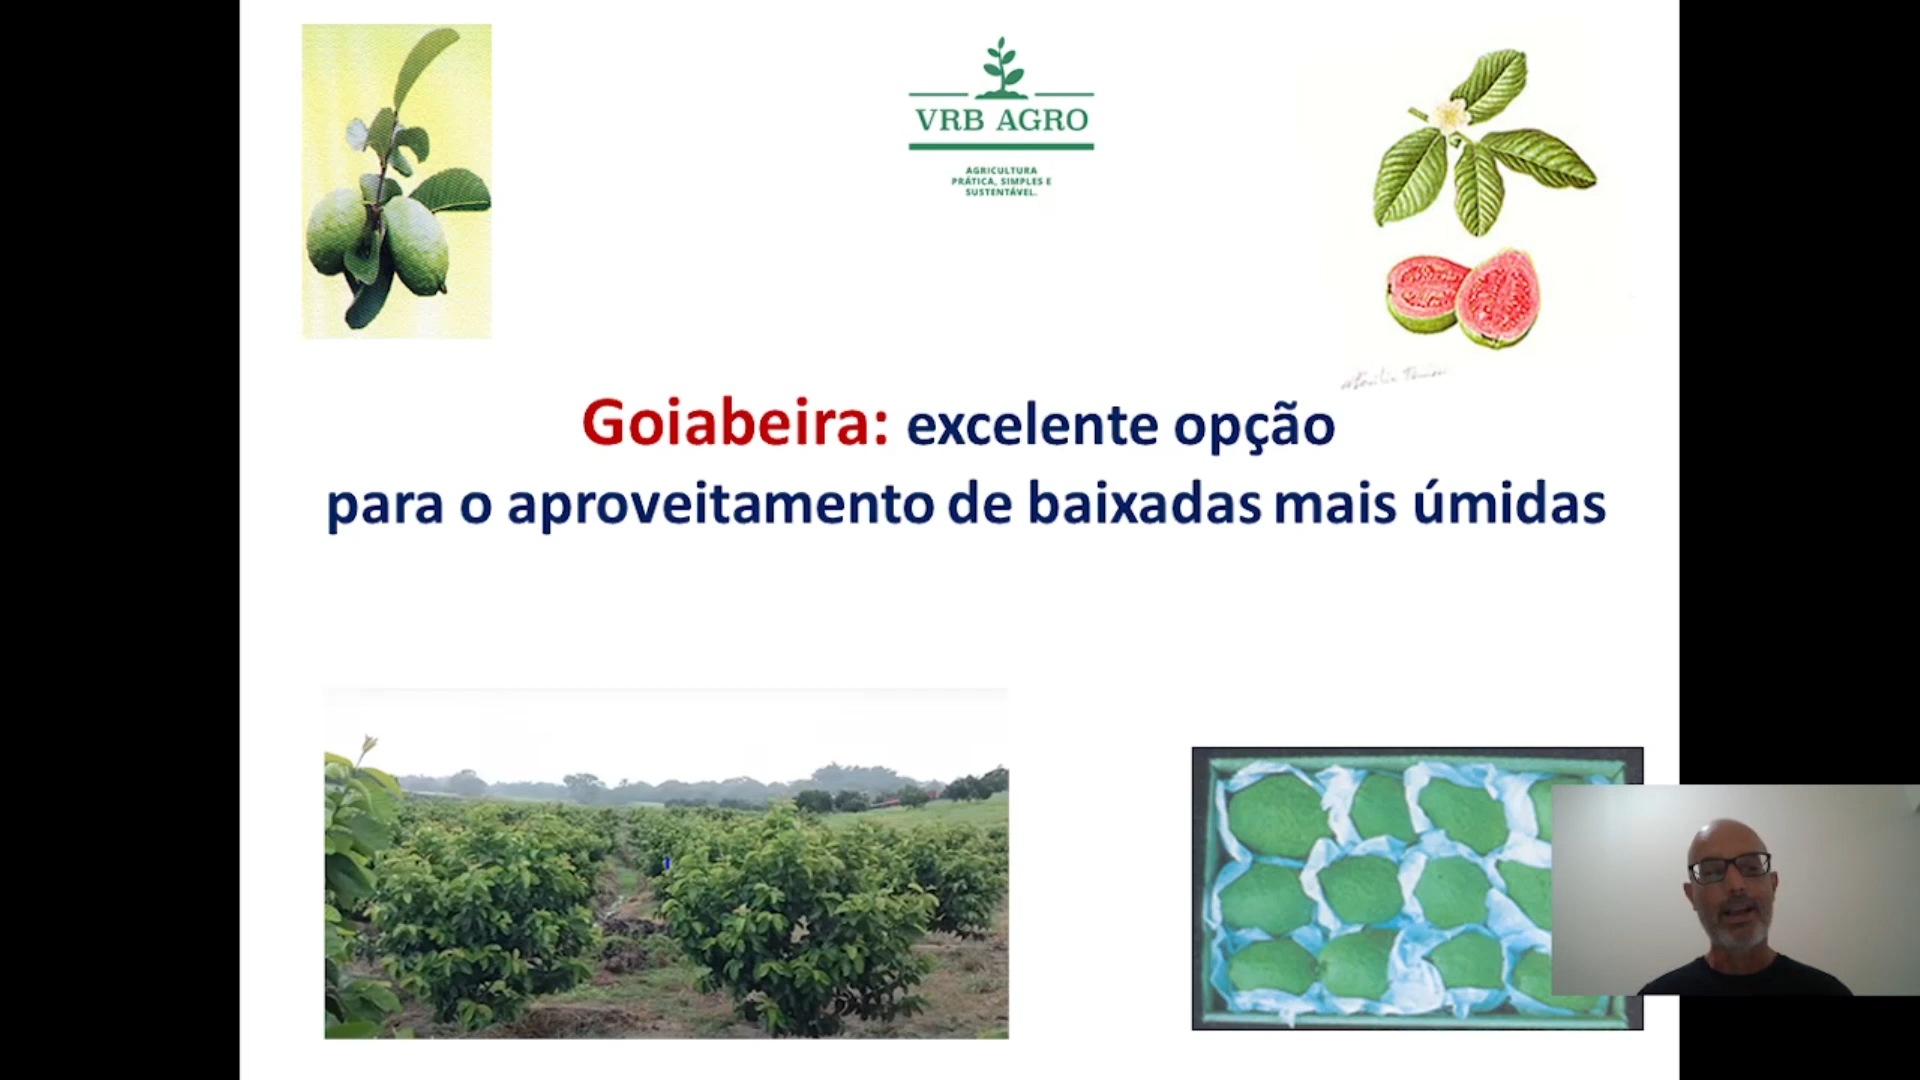 VRB AGRO
AGRICULTURA
PRÁTICA, SIMPLES E
SUSTENTÁVEL.
Goiabeira: excelente opção
para o aproveitamento de baixadas mais úmidas